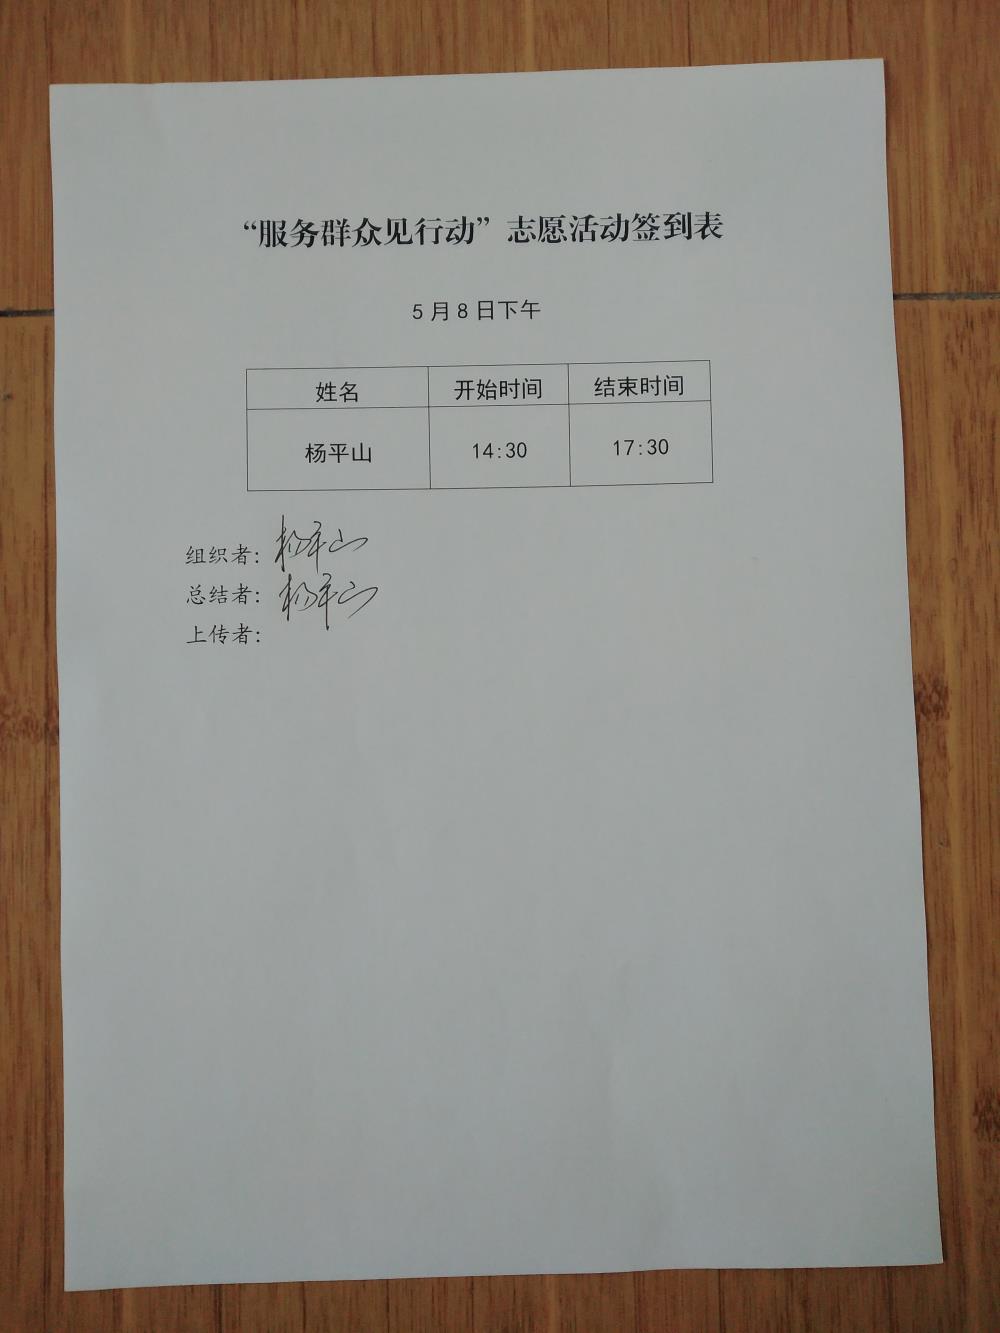 “服务群众见行动”志愿活动签到表
5月8日下午
姓名 开始时间 结束时间
杨平山 14:30 17:30
组织者：杨平山
总结者：杨平山
上传者：